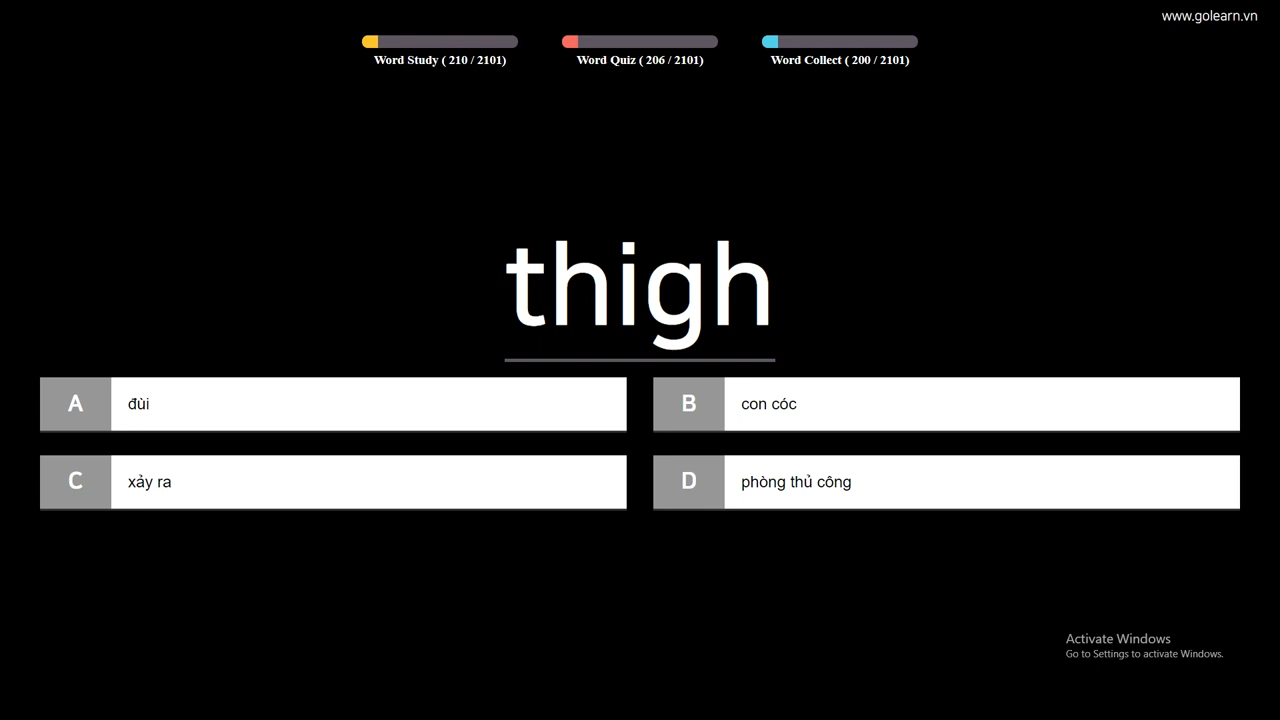 www.golearn.vn
Word Study ( 210 / 2101)
Word Quiz ( 206 / 2101)
Word Collect ( 200 / 2101)
thigh
A đùi
B con cóc
C xảy ra
D phòng thủ công
Activate Windows
Go to Settings to activate Windows.